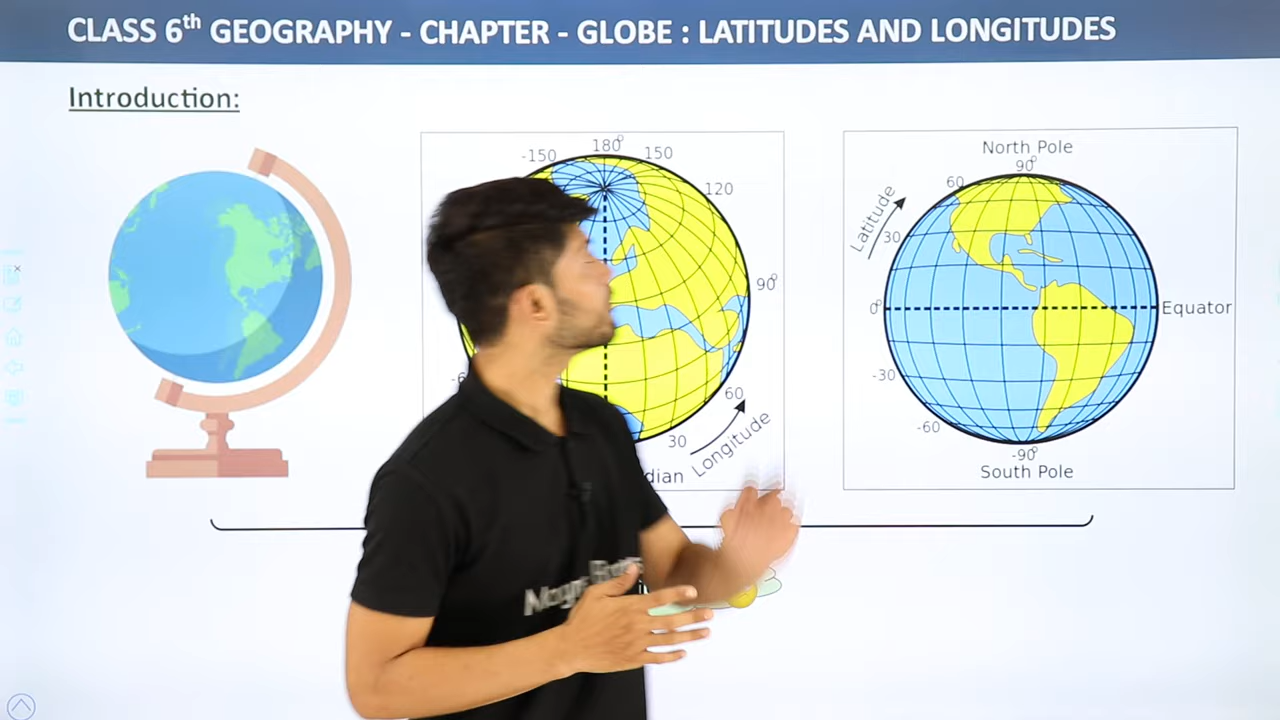 CLASS 6th GEOGRAPHY - CHAPTER - GLOBE : LATITUDES AND LONGITUDES
Introduction:
-150 180° 150
120
90°
60
30
Longitude
dian
North Pole
90°
60
Latitude
30
0° Equator
-30
-60
-90°
South Pole